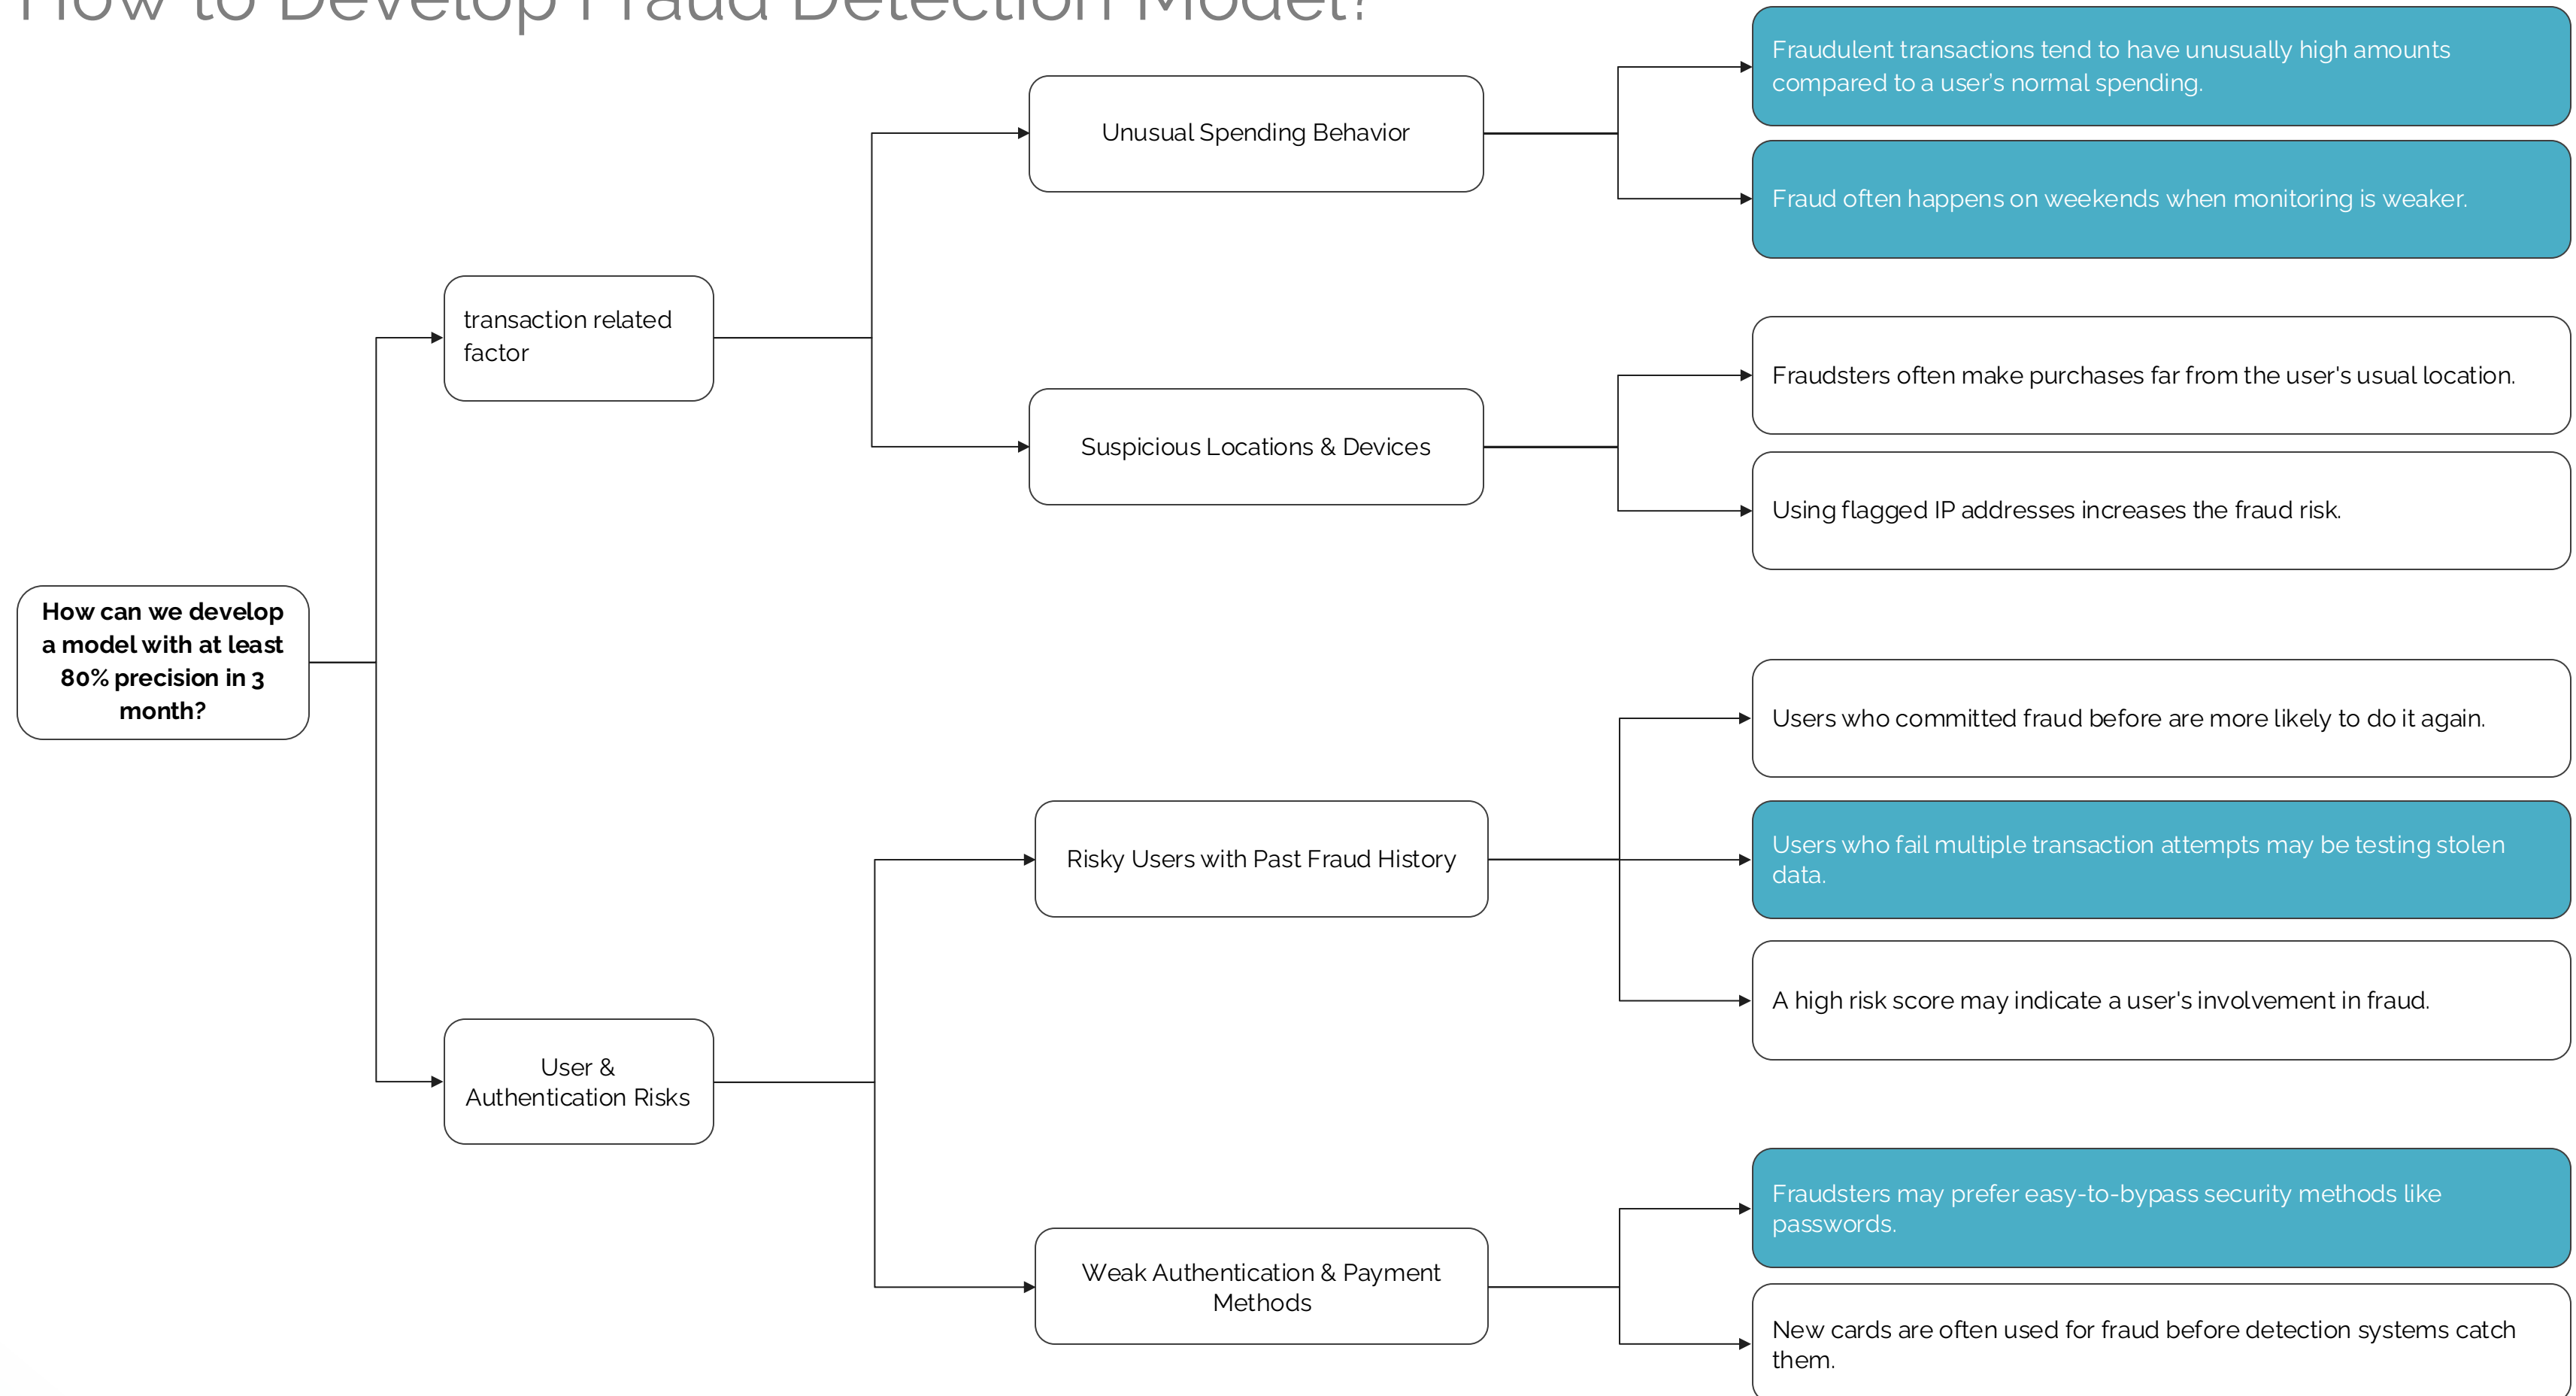 How to Develop Fraud Detection Model?
Fraudulent transactions tend to have unusually high amounts
compared to a user's normal spending.
Unusual Spending Behavior
Fraud often happens on weekends when monitoring is weaker.
transaction related
factor
Fraudsters often make purchases far from the user's usual location.
Suspicious Locations & Devices
Using flagged IP addresses increases the fraud risk.
How can we develop
a model with at least
80% precision in 3
month?
Users who committed fraud before are more likely to do it again.
Risky Users with Past Fraud History
Users who fail multiple transaction attempts may be testing stolen
data.
A high risk score may indicate a user's involvement in fraud.
User &
Authentication Risks
Fraudsters may prefer easy-to-bypass security methods like
passwords.
Weak Authentication & Payment
Methods
New cards are often used for fraud before detection systems catch
them.